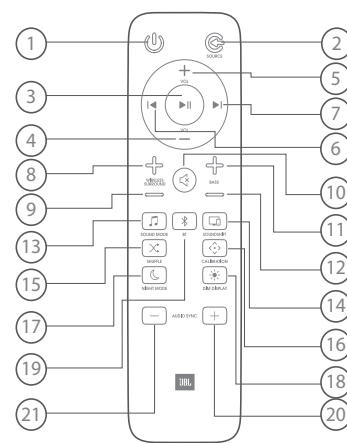 1
2
SOURCE
3
VOL
5
7
4
VOL
6
8
WIRELESS
SURROUND
BASS
10
9
11
13
SOUND MODE
BT
SOUNDSHIFT
12
15
SHUFFLE
CALIBRATION
14
17
NIGHT MODE
DIM DISPLAY
16
19
AUDIO SYNC
18
21
JBL
20